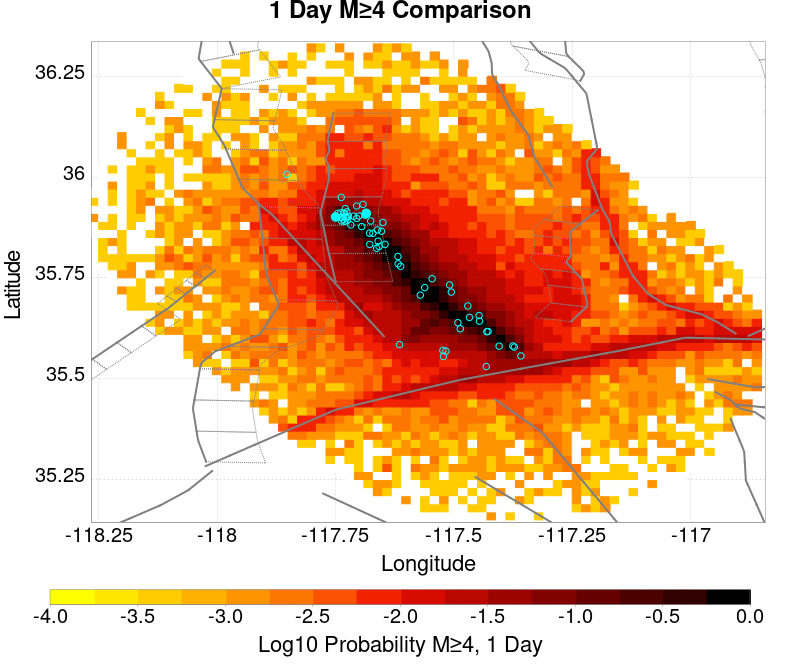 1 Day M≥4 Comparison
36.25
36
35.75
35.5
35.25
Latitude
-118.25 -118 -117.75 -117.5 -117.25 -117
Longitude
-4.0 -3.5 -3.0 -2.5 -2.0 -1.5 -1.0 -0.5 0.0
Log10 Probability M≥4, 1 Day